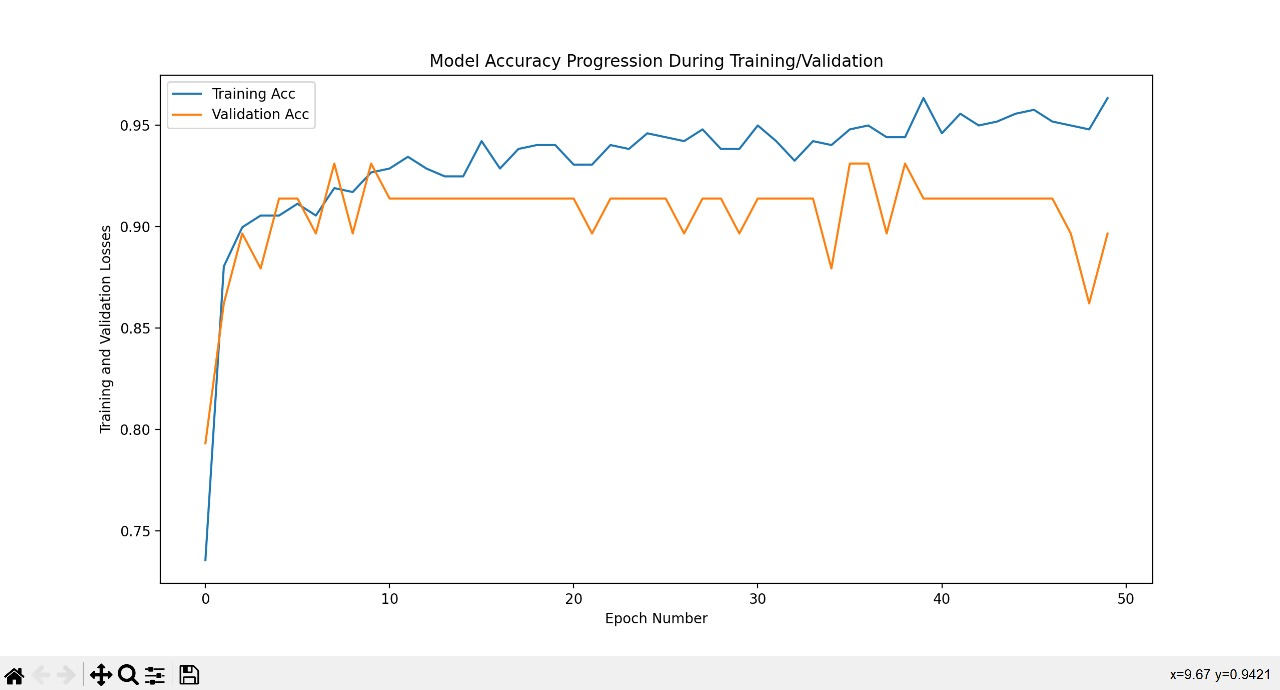 Model Accuracy Progression During Training/Validation
Training Acc
Validation Acc
0.95
0.90
0.85
0.80
0.75
Training and Validation Losses
0 10 20 30 40 50
Epoch Number
x=9.67 y=0.9421